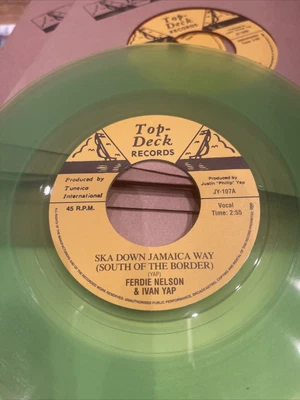 Top-
Deck
RECORDS
Produced by
Tuneico
International
Produced by
Justin "Phillip" Yap
JY-107A
45 R.P.M.
Vocal
Time: 2:55
SKA DOWN JAMAICA WAY
(SOUTH OF THE BORDER)
(YAP)
FERDIE NELSON
& IVAN YAP